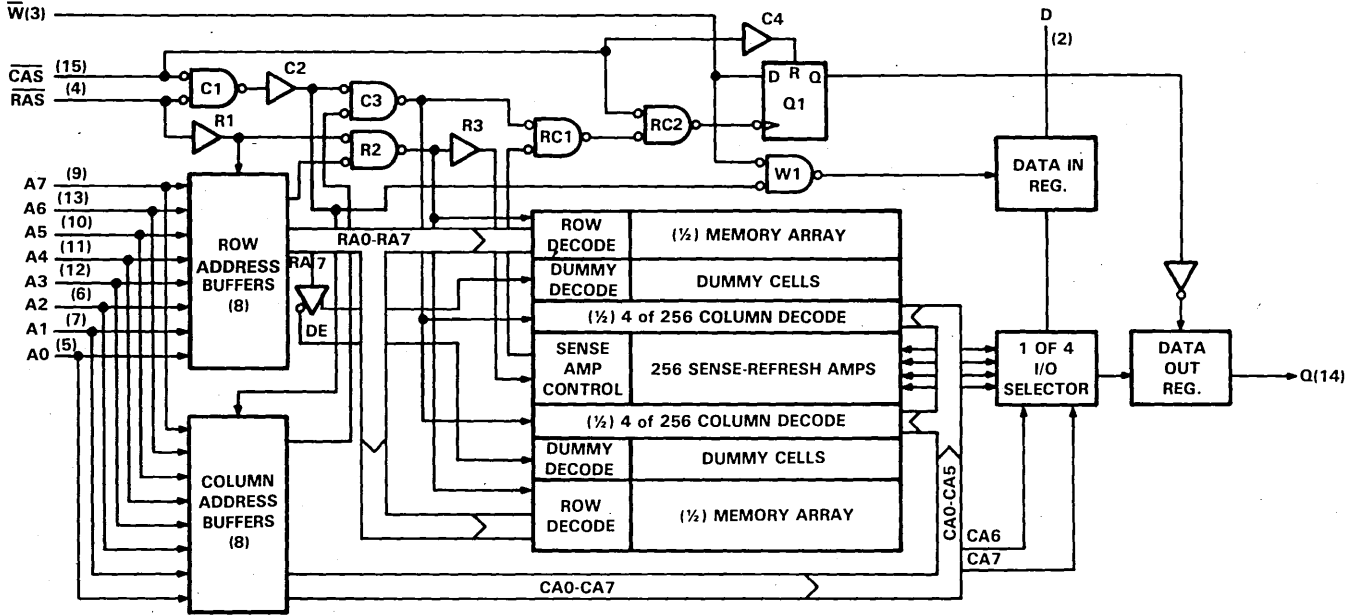 W(3)
CAS (15)
RAS (4)
C1
C2
C3
C4
R1
R2
R3
RC1
RC2
D R Q
Q1
W1
D
(2)
DATA IN
REG.
A7 (9)
A6 (13)
A5 (10)
A4 (11)
A3 (12)
A2 (6)
A1 (7)
A0 (5)
ROW
ADDRESS
BUFFERS
(8)
RA0-RA7
RA 7
DE
COLUMN
ADDRESS
BUFFERS
(8)
CA0-CA7
ROW
DECODE
(½) MEMORY ARRAY
DUMMY
DECODE
DUMMY CELLS
(½) 4 of 256 COLUMN DECODE
SENSE
AMP
CONTROL
256 SENSE-REFRESH AMPS
(½) 4 of 256 COLUMN DECODE
DUMMY
DECODE
DUMMY CELLS
ROW
DECODE
(½) MEMORY ARRAY
CA0-CA5
CA6
CA7
1 OF 4
I/O
SELECTOR
DATA
OUT
REG.
Q(14)